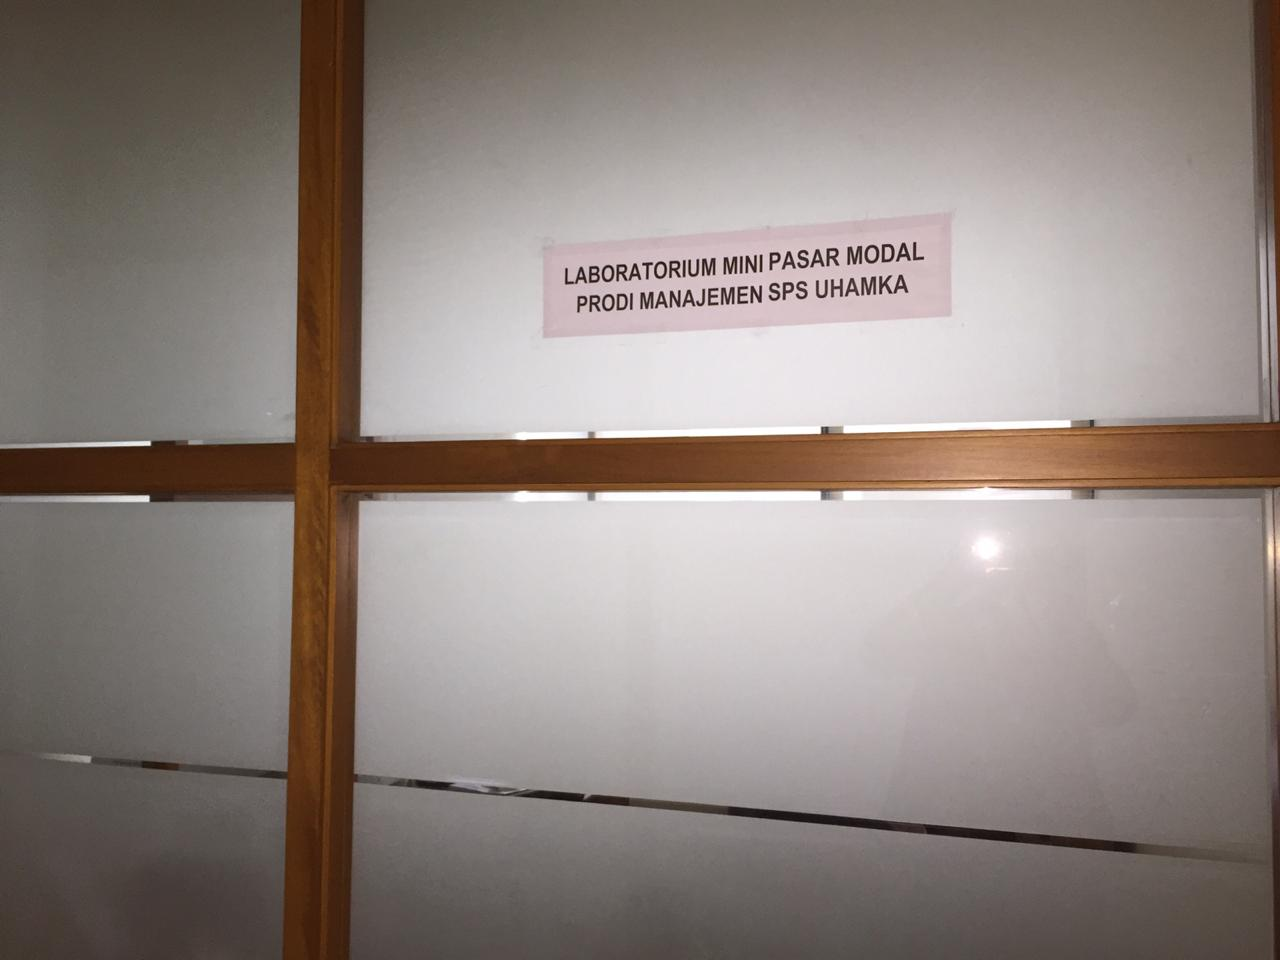 LABORATORIUM MINI PASAR MODAL
PRODI MANAJEMEN SPS UHAMKA